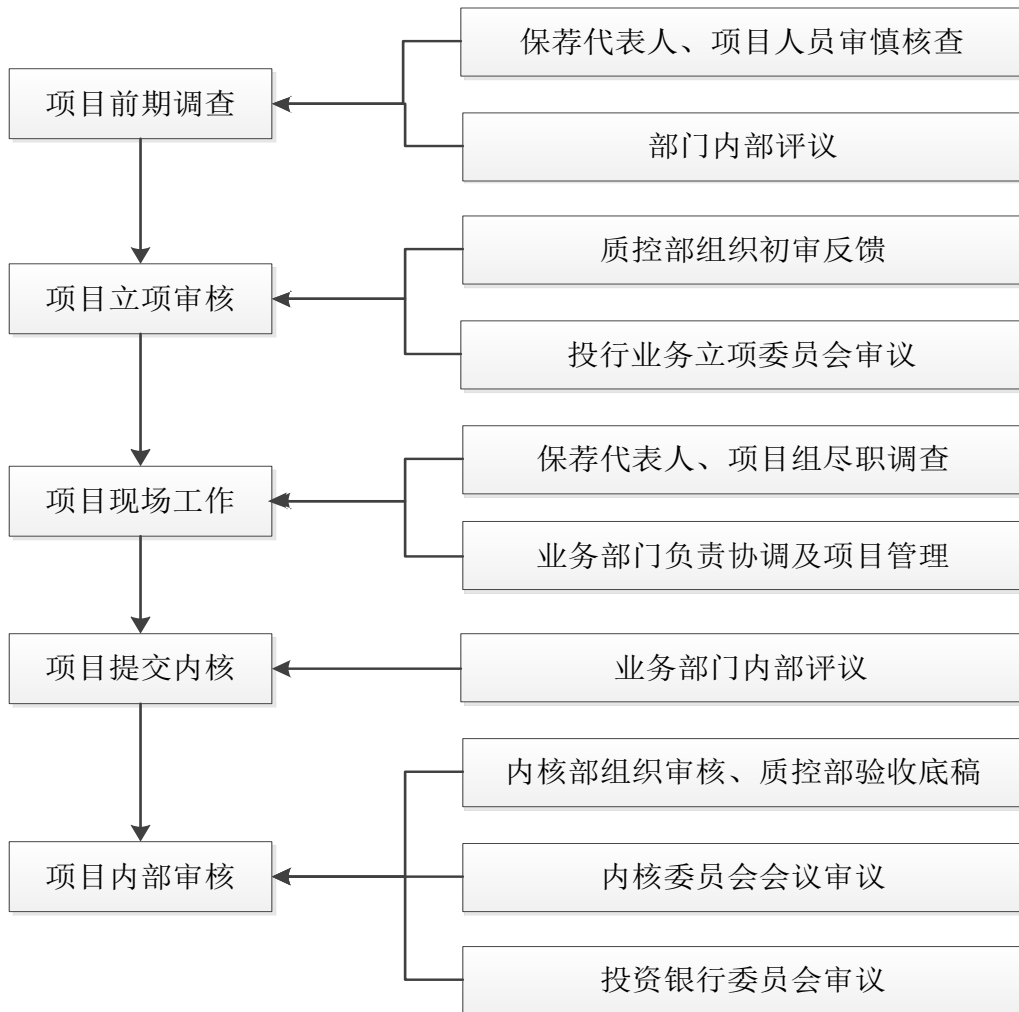 保荐代表人、项目人员审慎核查
项目前期调查
部门内部评议
质控部组织初审反馈
项目立项审核
投行业务立项委员会审议
保荐代表人、项目组尽职调查
项目现场工作
业务部门负责协调及项目管理
项目提交内核
业务部门内部评议
内核部组织审核、质控部验收底稿
项目内部审核
内核委员会会议审议
投资银行委员会审议